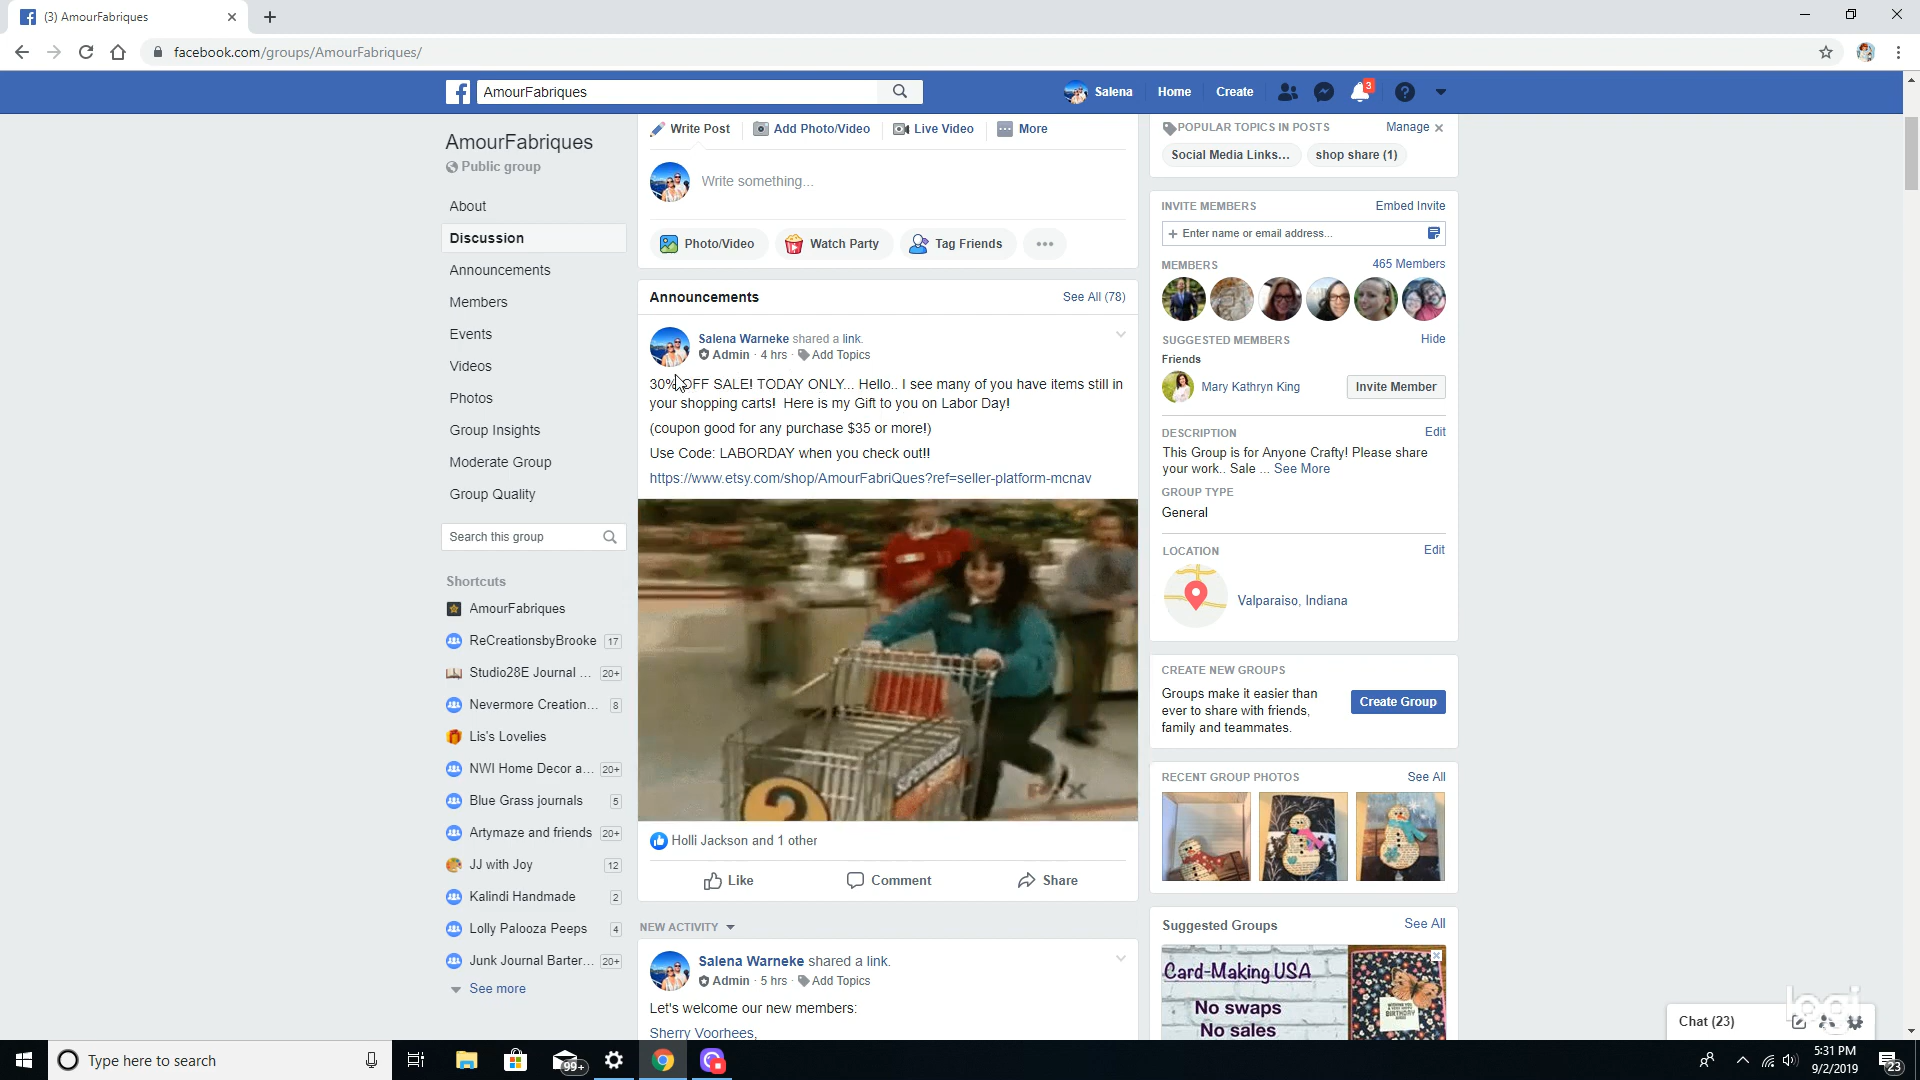 (3) AmourFabriques
facebook.com/groups/AmourFabriques/
AmourFabriques
Salena
Home
Create
3
AmourFabriques
Public group
About
Discussion
Announcements
Members
Events
Videos
Photos
Group Insights
Moderate Group
Group Quality
Search this group
Shortcuts
AmourFabriques
ReCreationsbyBrooke 17
Studio28E Journal ... 20+
Nevermore Creation... 8
Lis's Lovelies
NWI Home Decor a... 20+
Blue Grass journals 5
Artymaze and friends 20+
JJ with Joy 12
Kalindi Handmade 2
Lolly Palooza Peeps 4
Junk Journal Barter... 20+
See more
Write Post
Add Photo/Video
Live Video
More
Write something...
Photo/Video
Watch Party
Tag Friends
Announcements
See All (78)
Salena Warneke shared a link.
Admin · 4 hrs · Add Topics
30% OFF SALE! TODAY ONLY... Hello.. I see many of you have items still in
your shopping carts! Here is my Gift to you on Labor Day!
(coupon good for any purchase $35 or more!)
Use Code: LABORDAY when you check out!!
https://www.etsy.com/shop/AmourFabriQues?ref=seller-platform-mcnav
2
Holli Jackson and 1 other
Like
Comment
Share
NEW ACTIVITY
Salena Warneke shared a link.
Admin · 5 hrs · Add Topics
Let's welcome our new members:
Sherry Voorhees,
POPULAR TOPICS IN POSTS
Manage
Social Media Links...
shop share (1)
INVITE MEMBERS
Embed Invite
+ Enter name or email address...
MEMBERS
465 Members
SUGGESTED MEMBERS
Hide
Friends
Mary Kathryn King
Invite Member
DESCRIPTION
Edit
This Group is for Anyone Crafty! Please share
your work.. Sale ... See More
GROUP TYPE
General
LOCATION
Edit
Valparaiso, Indiana
CREATE NEW GROUPS
Groups make it easier than
ever to share with friends,
family and teammates.
Create Group
RECENT GROUP PHOTOS
See All
Suggested Groups
See All
Card-Making USA
No swaps
No sales
logi
Chat (23)
Type here to search
99+
5:31 PM
9/2/2019
23